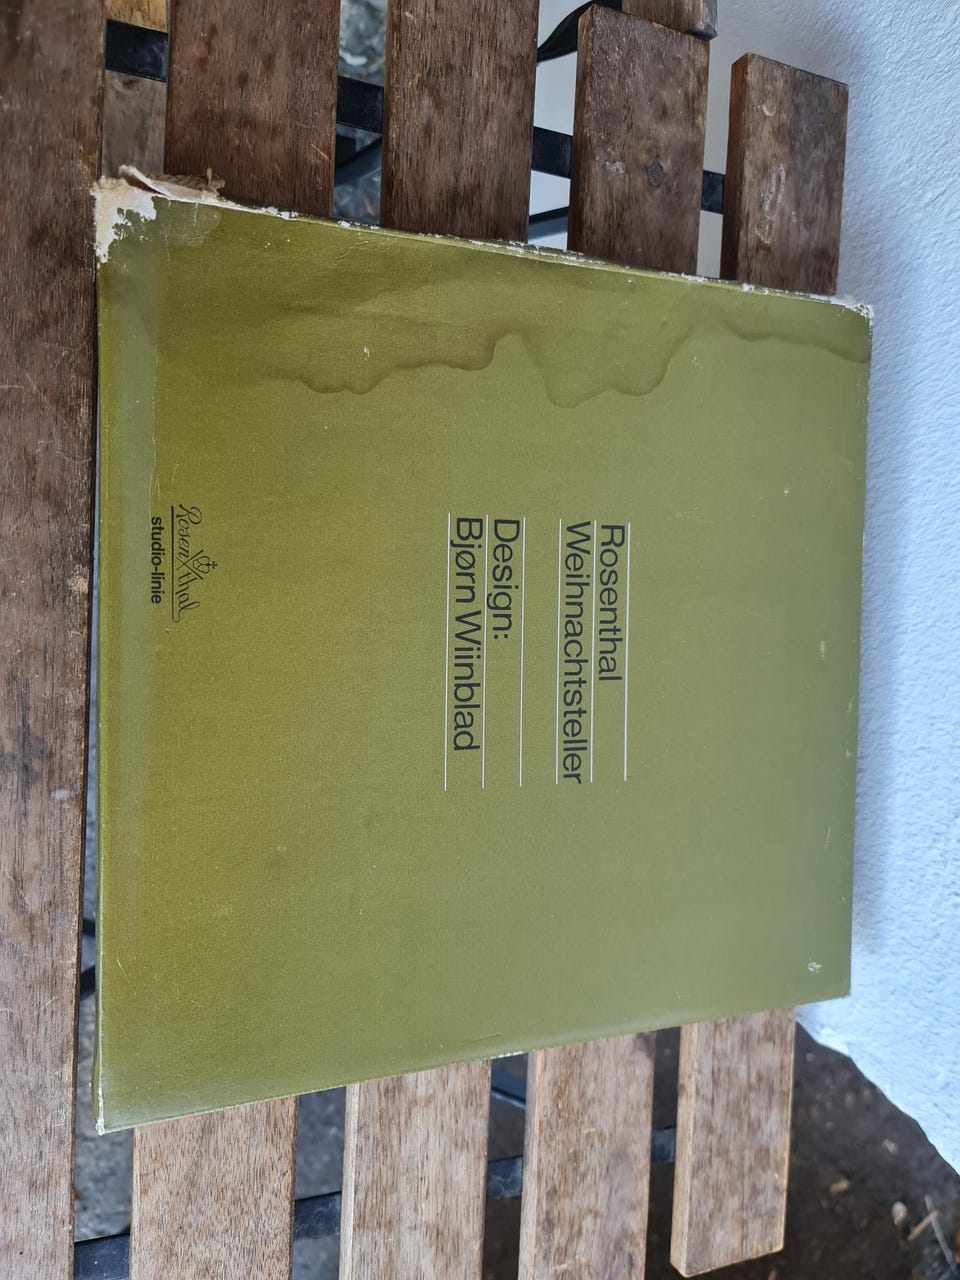 Rosenthal
Weihnachtsteller
Design:
Bjørn Wiinblad
Rosenthal
studio-linie